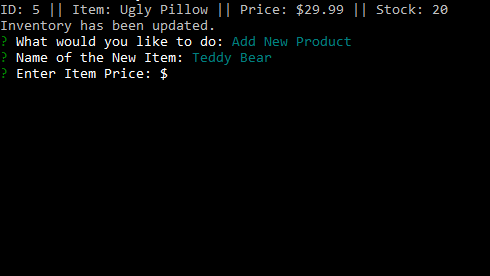 ID: 5 || Item: Ugly Pillow || Price: $29.99 || Stock: 20
Inventory has been updated.
? What would you like to do: Add New Product
? Name of the New Item: Teddy Bear
? Enter Item Price: $